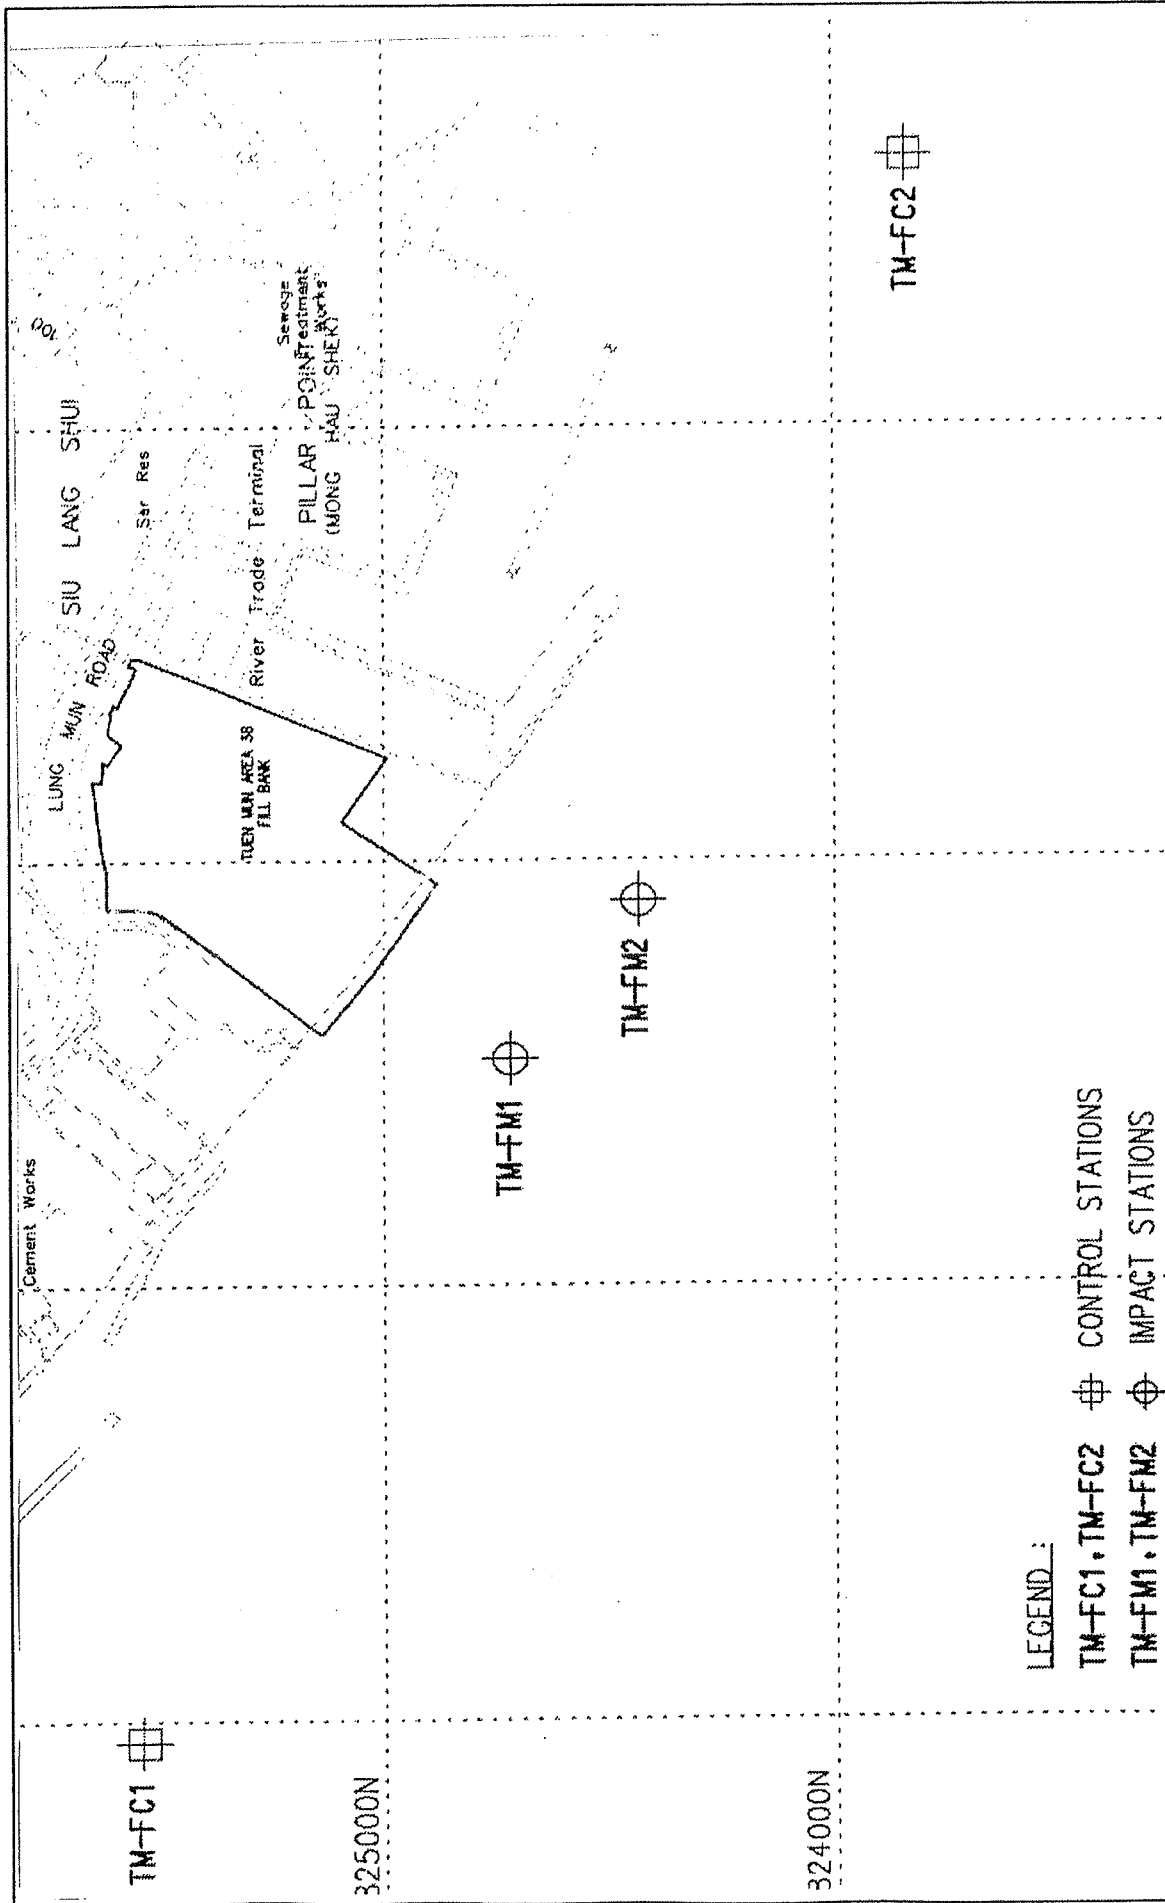 100
SIU LANG SHUI
LUNG MUN ROAD
Ser Res
Cement Works
River Trade Terminal
Sewage
Treatment
Works
PILLAR POINT
(MONG HAU SHEK)
TUEN MUN AREA 38
FILL BANK
TM-FC1
325000N
TM-FM1
TM-FM2
324000N
TM-FC2
LEGEND :
TM-FC1, TM-FC2 CONTROL STATIONS
TM-FM1, TM-FM2 IMPACT STATIONS